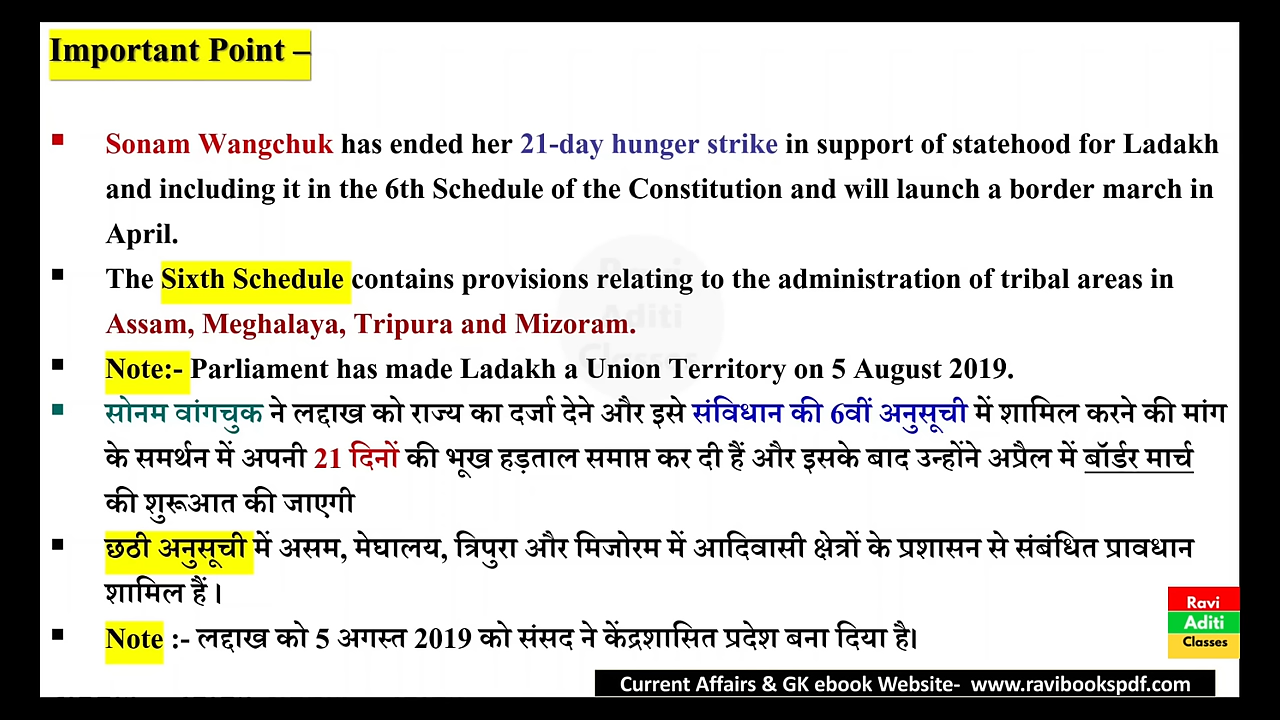 Important Point –
Sonam Wangchuk has ended her 21-day hunger strike in support of statehood for Ladakh
and including it in the 6th Schedule of the Constitution and will launch a border march in
April.
The Sixth Schedule contains provisions relating to the administration of tribal areas in
Assam, Meghalaya, Tripura and Mizoram.
Note:- Parliament has made Ladakh a Union Territory on 5 August 2019.
सोनम वांगचुक ने लद्दाख को राज्य का दर्जा देने और इसे संविधान की 6वीं अनुसूची में शामिल करने की मांग
के समर्थन में अपनी 21 दिनों की भूख हड़ताल समाप्त कर दी हैं और इसके बाद उन्होंने अप्रैल में बॉर्डर मार्च
की शुरूआत की जाएगी
छठी अनुसूची में असम, मेघालय, त्रिपुरा और मिजोरम में आदिवासी क्षेत्रों के प्रशासन से संबंधित प्रावधान
शामिल हैं।
Note :- लद्दाख को 5 अगस्त 2019 को संसद ने केंद्रशासित प्रदेश बना दिया है।
Ravi
Aditi
Classes
Ravi
Aditi
Classes
Current Affairs & GK ebook Website- www.ravibookspdf.com